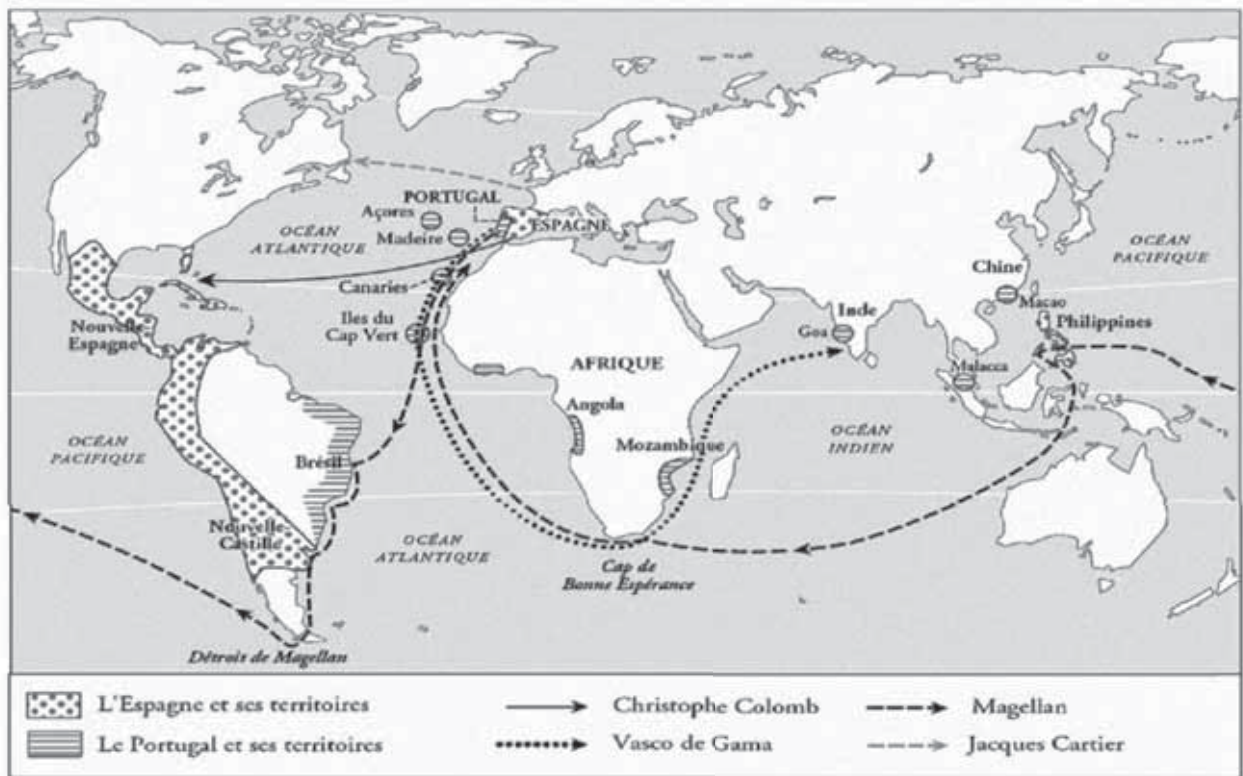 PORTUGAL
Açores
ESPAGNE
Madeire
OCÉAN
ATLANTIQUE
OCÉAN
PACIFIQUE
Chine
Canaries
Macao
Nouvelle
Espagne
Iles du
Cap Vert
Inde
Goa
Philippines
AFRIQUE
Malacca
Angola
OCÉAN
PACIFIQUE
Brésil
Mozambique
OCÉAN
INDIEN
Nouvelle
Castille
OCÉAN
ATLANTIQUE
Cap de
Bonne Espérance
Détroit de Magellan
L'Espagne et ses territoires
Christophe Colomb
Magellan
Le Portugal et ses territoires
Vasco de Gama
Jacques Cartier